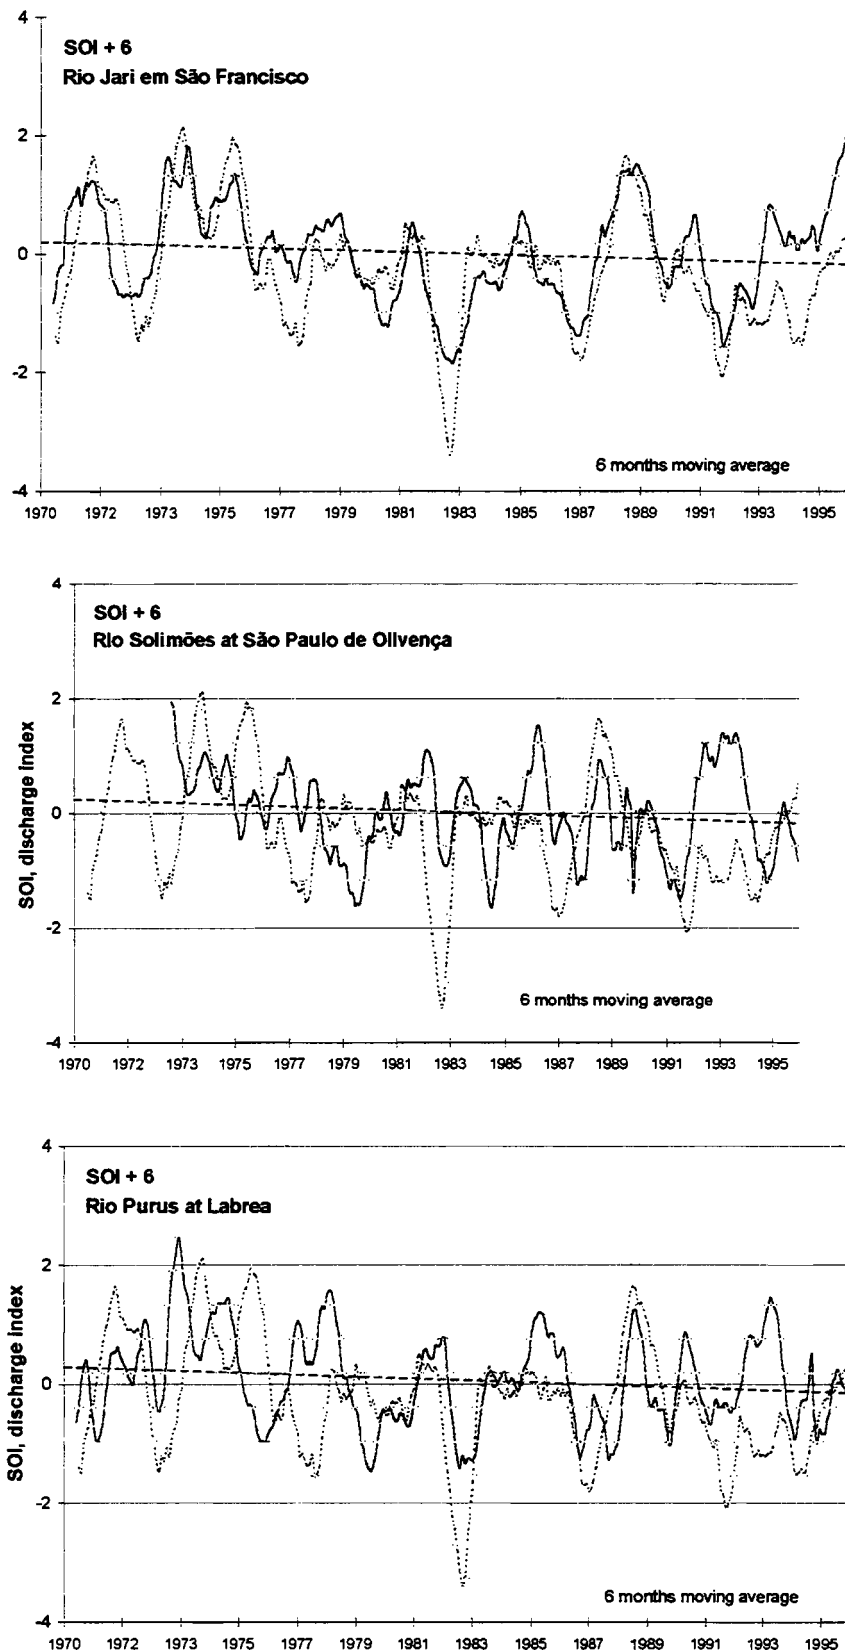 4
SOI + 6
Rio Jari em São Francisco
2
0
-2
6 months moving average
-4
1970 1972 1973 1975 1977 1979 1981 1983 1985 1987 1989 1991 1993 1995
4
SOI + 6
Rio Solimões at São Paulo de Olivença
2
0
SOI, discharge index
-2
6 months moving average
-4
1970 1972 1973 1975 1977 1979 1981 1983 1985 1987 1989 1991 1993 1995
4
SOI + 6
Rio Purus at Labrea
2
0
SOI, discharge index
-2
6 months moving average
-4
1970 1972 1973 1975 1977 1979 1981 1983 1985 1987 1989 1991 1993 1995